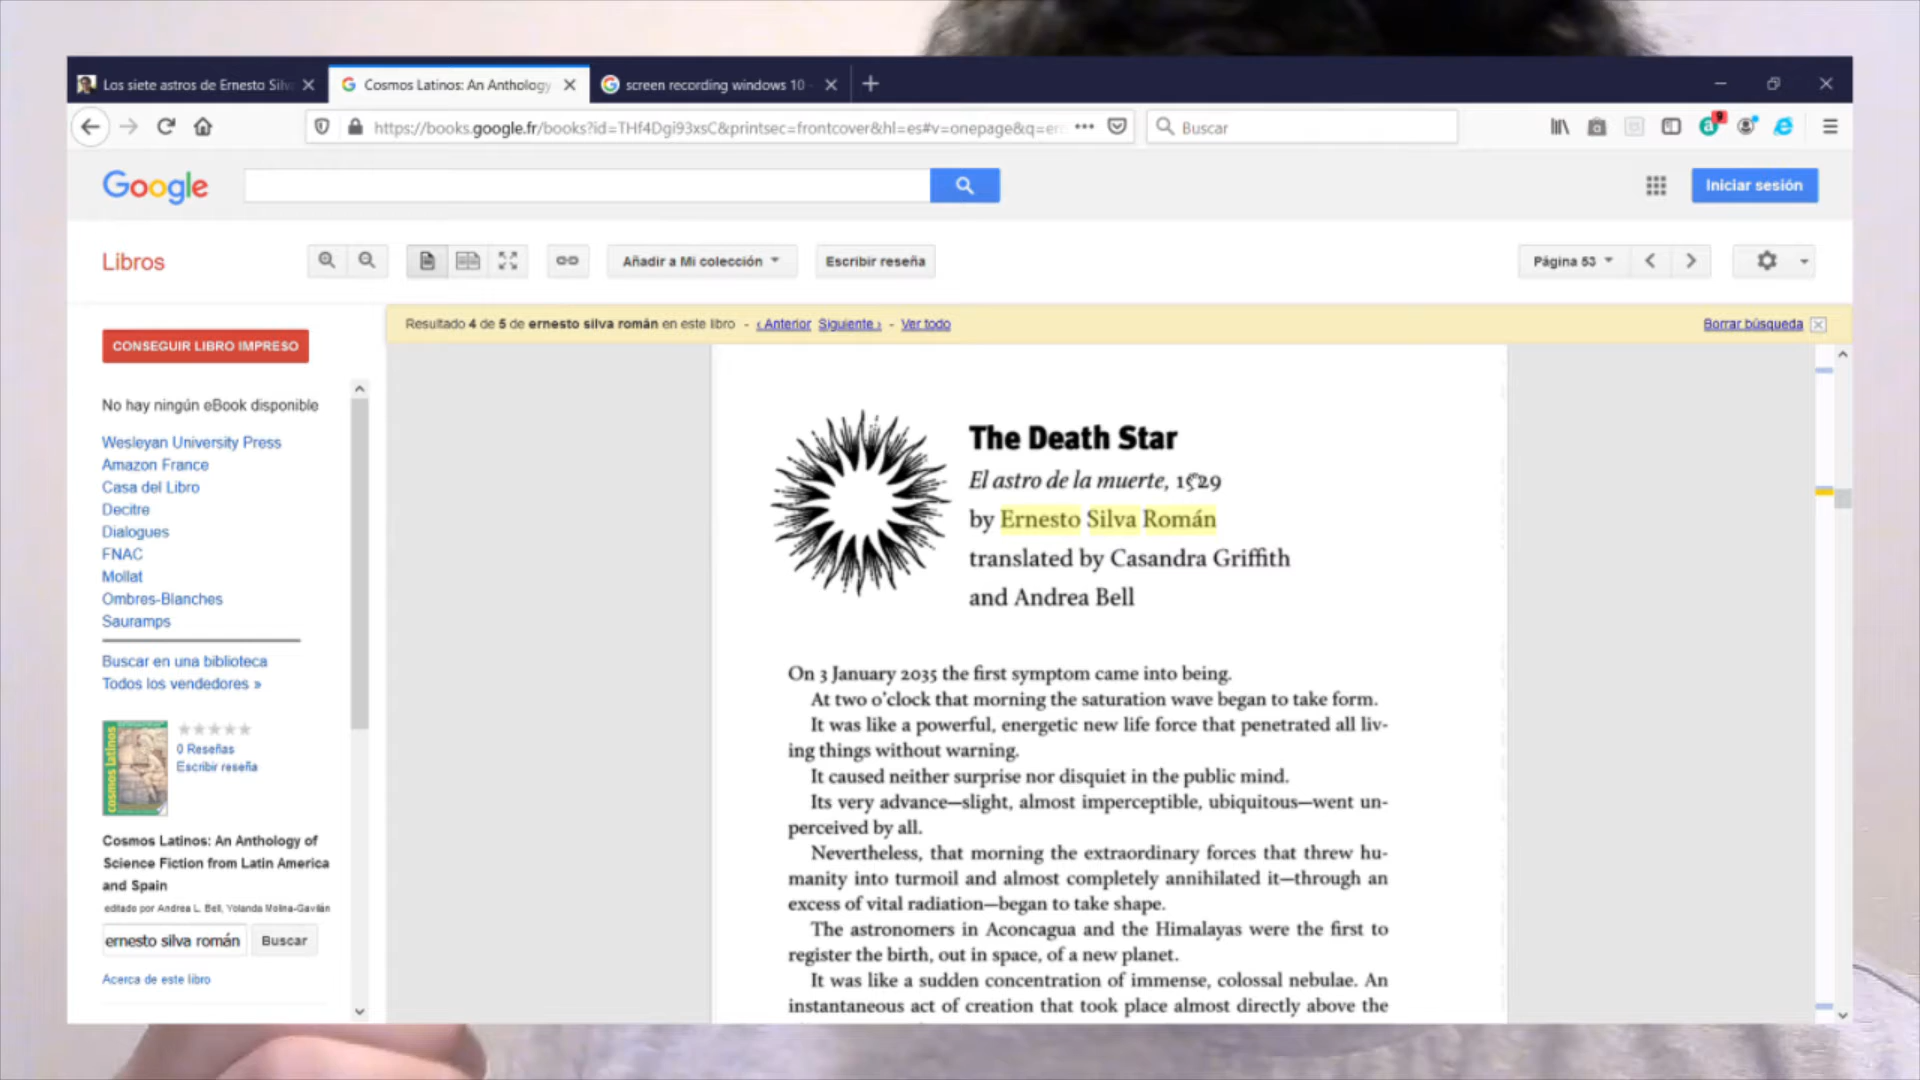 Los siete astros de Ernesto Silv
Cosmos Latinos: An Anthology
screen recording windows 10 -
https://books.google.fr/books?id=THf4Dgi93xsC&printsec=frontcover&hl=es#v=onepage&q=er
Buscar
9
Google
Iniciar sesión
Libros
Añadir a Mi colección
Escribir reseña
Página 53
CONSEGUIR LIBRO IMPRESO
Resultado 4 de 5 de ernesto silva román en este libro - ‹ Anterior Siguiente › - Ver todo
Borrar búsqueda
No hay ningún eBook disponible
Wesleyan University Press
Amazon France
Casa del Libro
Decitre
Dialogues
FNAC
Mollat
Ombres-Blanches
Sauramps
Buscar en una biblioteca
Todos los vendedores »
cosmos latinos
0 Reseñas
Escribir reseña
Cosmos Latinos: An Anthology of
Science Fiction from Latin America
and Spain
editado por Andrea L. Bell, Yolanda Molina-Gavilán
ernesto silva román
Buscar
Acerca de este libro
The Death Star
El astro de la muerte, 1929
by Ernesto Silva Román
translated by Casandra Griffith
and Andrea Bell
On 3 January 2035 the first symptom came into being.
At two o'clock that morning the saturation wave began to take form.
It was like a powerful, energetic new life force that penetrated all liv-
ing things without warning.
It caused neither surprise nor disquiet in the public mind.
Its very advance—slight, almost imperceptible, ubiquitous—went un-
perceived by all.
Nevertheless, that morning the extraordinary forces that threw hu-
manity into turmoil and almost completely annihilated it—through an
excess of vital radiation—began to take shape.
The astronomers in Aconcagua and the Himalayas were the first to
register the birth, out in space, of a new planet.
It was like a sudden concentration of immense, colossal nebulae. An
instantaneous act of creation that took place almost directly above the